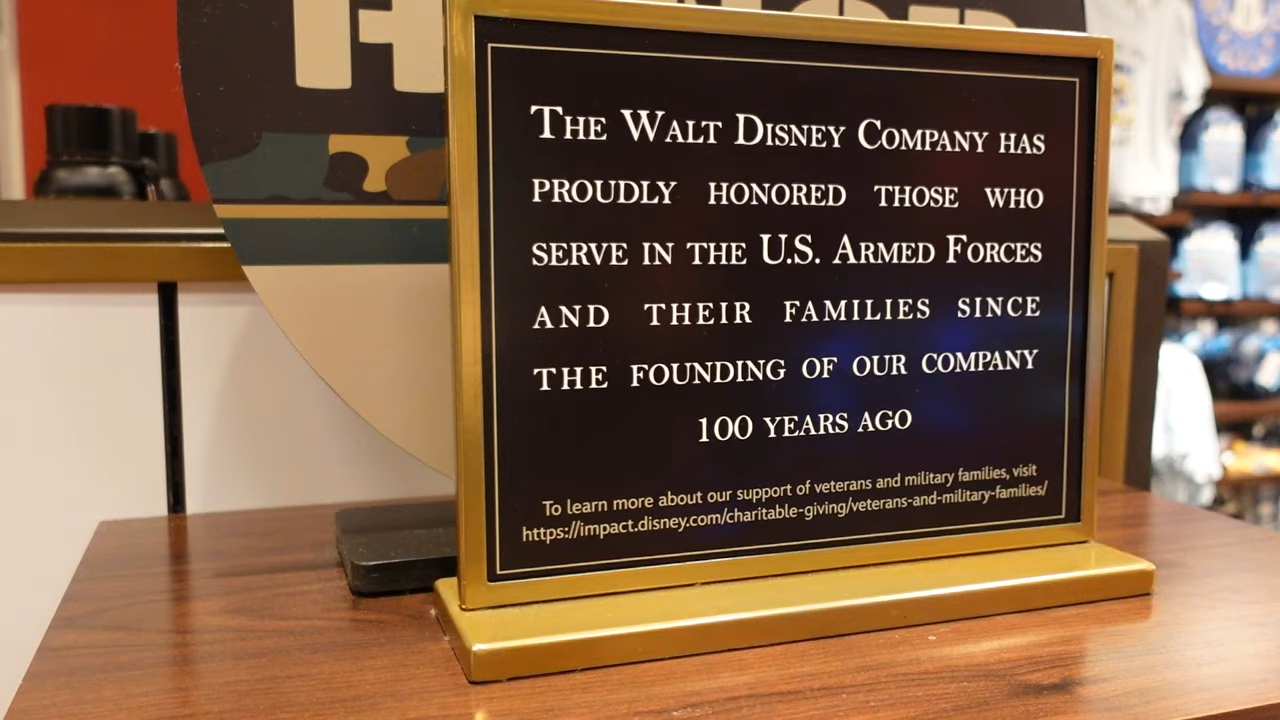 The Walt Disney Company has
proudly honored those who
serve in the U.S. Armed Forces
and their families since
the founding of our company
100 years ago
To learn more about our support of veterans and military families, visit
https://impact.disney.com/charitable-giving/veterans-and-military-families/